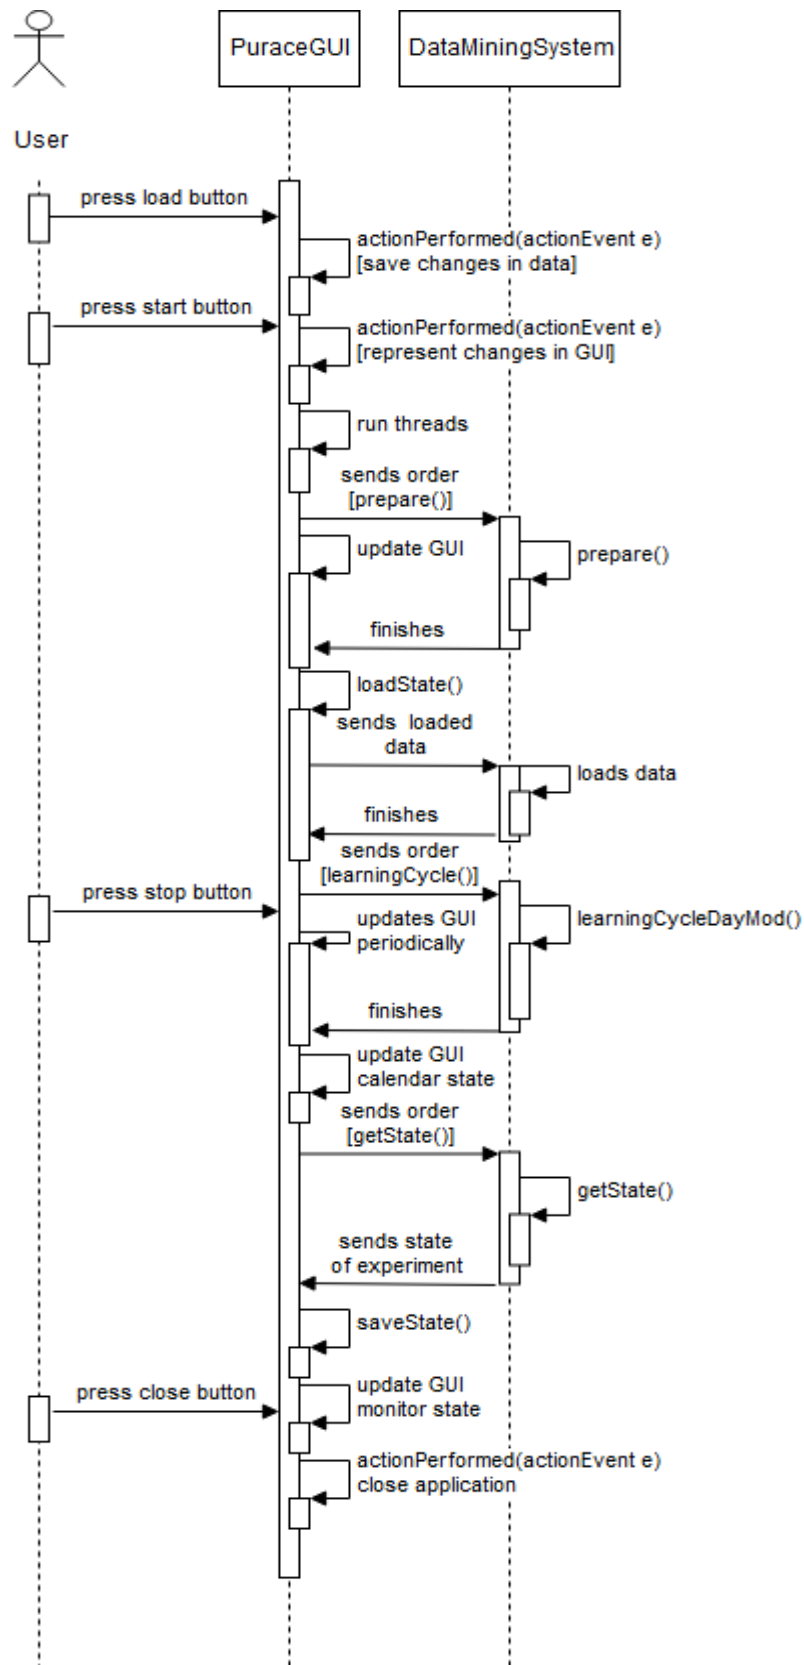 PuraceGUI
DataMiningSystem
User
press load button
actionPerformed(actionEvent e)
[save changes in data]
press start button
actionPerformed(actionEvent e)
[represent changes in GUI]
run threads
sends order
[prepare()]
update GUI
prepare()
finishes
loadState()
sends loaded
data
loads data
finishes
sends order
[learningCycle()]
press stop button
updates GUI
periodically
learningCycleDayMod()
finishes
update GUI
calendar state
sends order
[getState()]
getState()
sends state
of experiment
saveState()
press close button
update GUI
monitor state
actionPerformed(actionEvent e)
close application